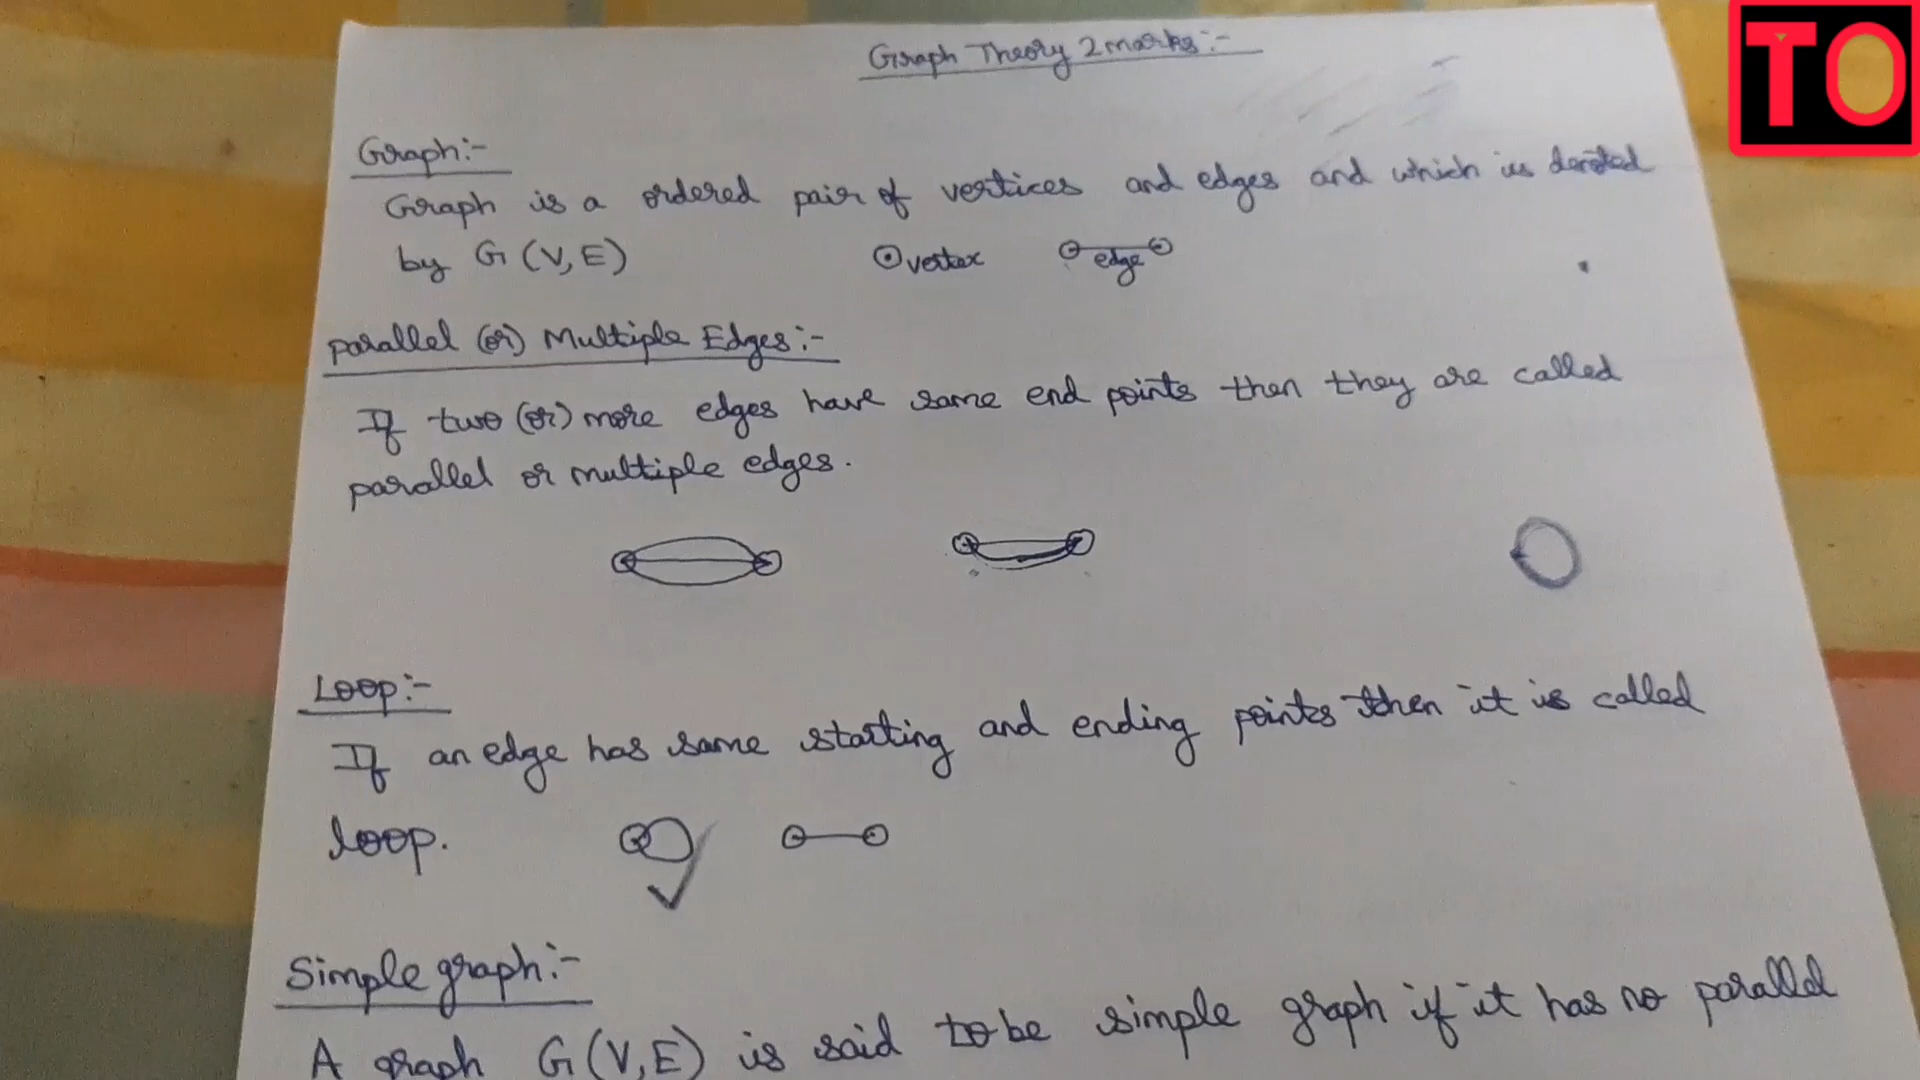 TO
Graph Theory 2marks:-
Graph:-
Graph is a ordered pair of vertices and edges and which is denoted
by G(V,E)
vertex
edge
parallel (or) Multiple Edges:-
If two (or) more edges have same end points then they are called
parallel or multiple edges.
Loop:-
If an edge has same starting and ending points then it is called
loop.
Simple graph:-
A graph G(V,E) is said to be simple graph if it has no parallel